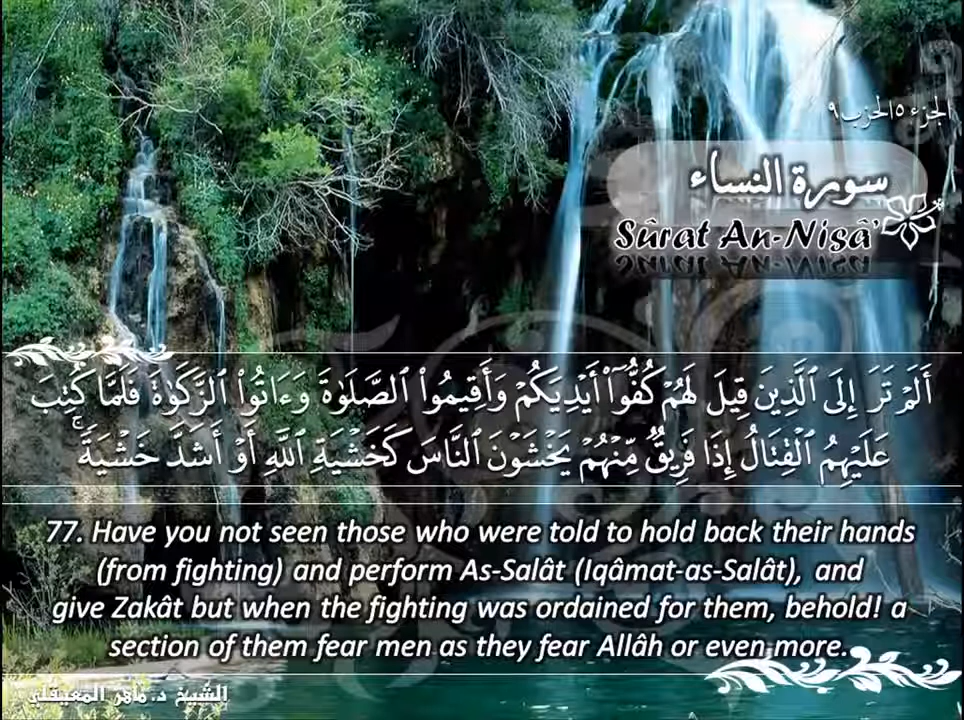 الجزء ٥ الحزب ٩
سورة النساء
Sûrat An-Nisâ'
أَلَمْ تَرَ إِلَى ٱلَّذِينَ قِيلَ لَهُمْ كُفُّوٓا۟ أَيْدِيَكُمْ وَأَقِيمُوا۟ ٱلصَّلَوٰةَ وَءَاتُوا۟ ٱلزَّكَوٰةَ فَلَمَّا كُتِبَ
عَلَيْهِمُ ٱلْقِتَالُ إِذَا فَرِيقٌ مِّنْهُمْ يَخْشَوْنَ ٱلنَّاسَ كَخَشْيَةِ ٱللَّهِ أَوْ أَشَدَّ خَشْيَةً ۚ
77. Have you not seen those who were told to hold back their hands
(from fighting) and perform As-Salât (Iqâmat-as-Salât), and
give Zakât but when the fighting was ordained for them, behold! a
section of them fear men as they fear Allâh or even more.
الشيخ د. ماهر المعيقلي